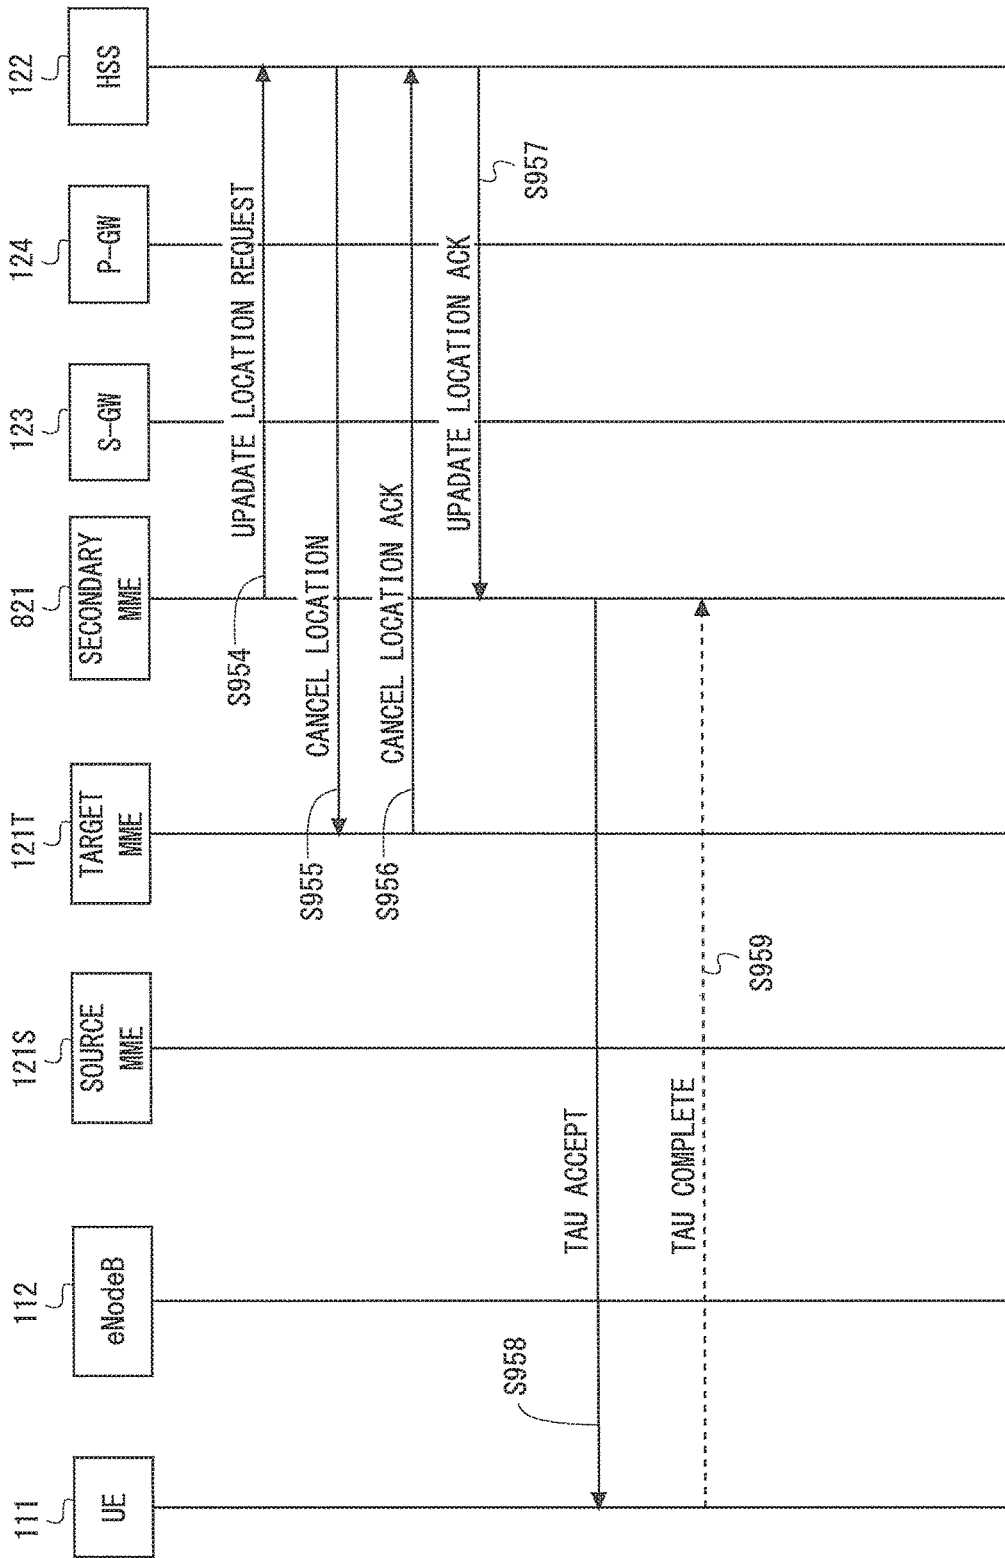 111
UE
112
eNodeB
121S
SOURCE
MME
121T
TARGET
MME
821
SECONDARY
MME
123
S-GW
124
P-GW
122
HSS
S954
UPADATE LOCATION REQUEST
S955
CANCEL LOCATION
S956
CANCEL LOCATION ACK
UPADATE LOCATION ACK
S957
S958
TAU ACCEPT
TAU COMPLETE
S959